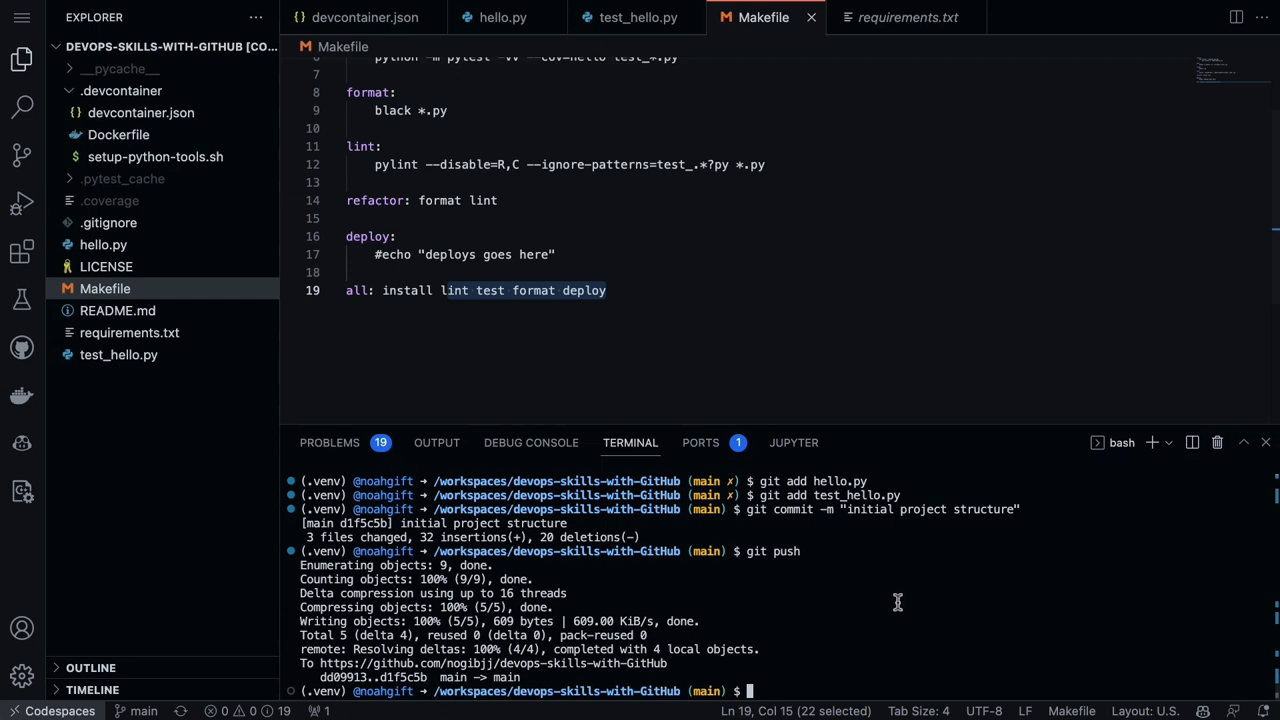 EXPLORER
devcontainer.json
hello.py
test_hello.py
Makefile
requirements.txt
DEVOPS-SKILLS-WITH-GITHUB [CO...
__pycache__
.devcontainer
devcontainer.json
Dockerfile
setup-python-tools.sh
.pytest_cache
.coverage
.gitignore
hello.py
LICENSE
Makefile
README.md
requirements.txt
test_hello.py
OUTLINE
TIMELINE
Makefile
6 python -m pytest -vv --cov=hello test_*.py
7
8 format:
9 black *.py
10
11 lint:
12 pylint --disable=R,C --ignore-patterns=test_.*?py *.py
13
14 refactor: format lint
15
16 deploy:
17 #echo "deploys goes here"
18
19 all: install lint test format deploy
PROBLEMS 19 OUTPUT DEBUG CONSOLE TERMINAL PORTS 1 JUPYTER
bash
(.venv) @noahgift → /workspaces/devops-skills-with-GitHub (main ✗) $ git add hello.py
(.venv) @noahgift → /workspaces/devops-skills-with-GitHub (main ✗) $ git add test_hello.py
(.venv) @noahgift → /workspaces/devops-skills-with-GitHub (main) $ git commit -m "initial project structure"
[main d1f5c5b] initial project structure
3 files changed, 32 insertions(+), 20 deletions(-)
(.venv) @noahgift → /workspaces/devops-skills-with-GitHub (main) $ git push
Enumerating objects: 9, done.
Counting objects: 100% (9/9), done.
Delta compression using up to 16 threads
Compressing objects: 100% (5/5), done.
Writing objects: 100% (5/5), 609 bytes | 609.00 KiB/s, done.
Total 5 (delta 4), reused 0 (delta 0), pack-reused 0
remote: Resolving deltas: 100% (4/4), completed with 4 local objects.
To https://github.com/nogibjj/devops-skills-with-GitHub
dd09913..d1f5c5b main -> main
(.venv) @noahgift → /workspaces/devops-skills-with-GitHub (main) $
Codespaces main 0 0 19 1 Ln 19, Col 15 (22 selected) Tab Size: 4 UTF-8 LF Makefile Layout: U.S.